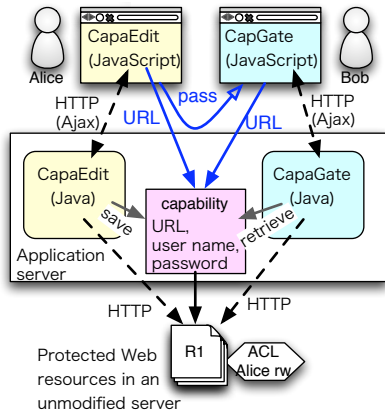 CapaEdit
(JavaScript)
CapGate
(JavaScript)
Alice
Bob
pass
HTTP
(Ajax)
URL
URL
HTTP
(Ajax)
CapaEdit
(Java)
CapaGate
(Java)
capability
URL,
user name,
password
save
retrieve
Application
server
HTTP
HTTP
R1
ACL
Alice rw
Protected Web
resources in an
unmodified server